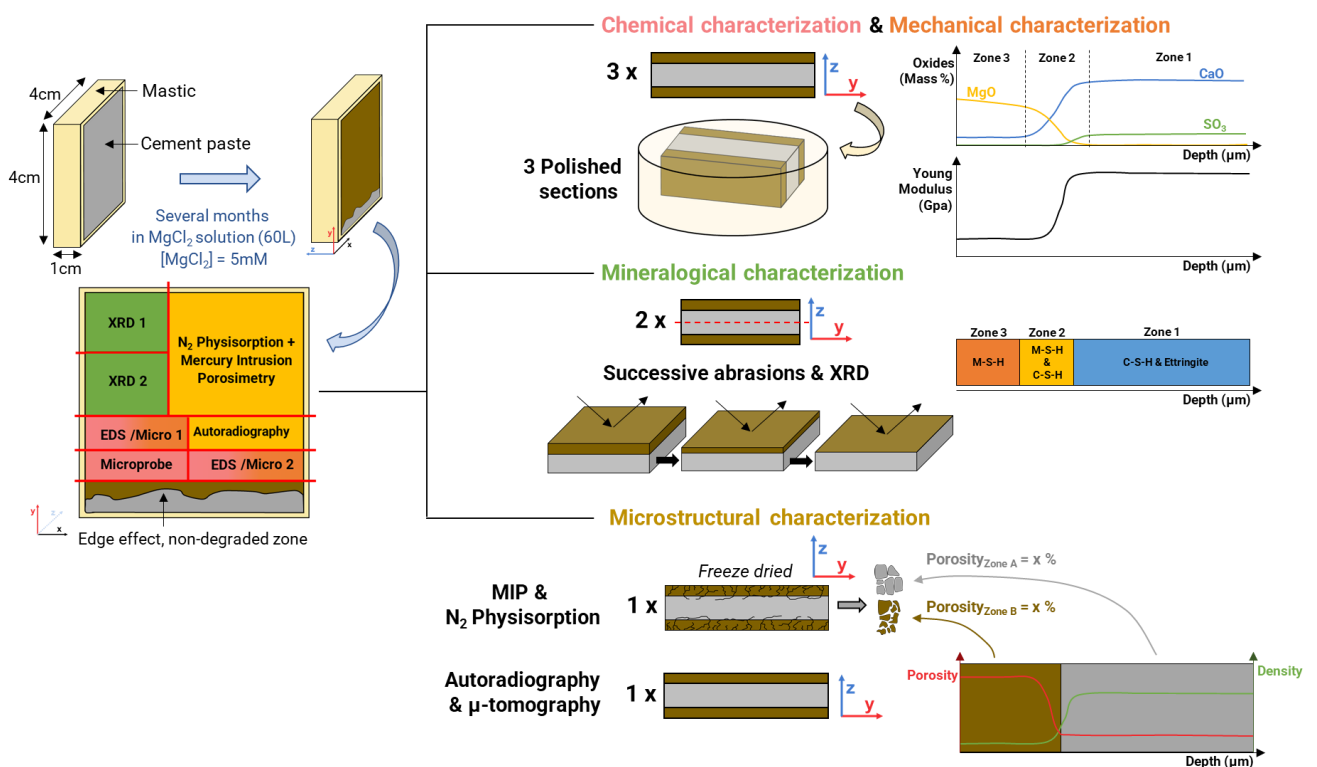 Chemical characterization & Mechanical characterization
4cm
4cm
1cm
Mastic
Cement paste
Several months
in MgCl₂ solution (60L)
[MgCl₂] = 5mM
y
z
x
XRD 1
XRD 2
N₂ Physisorption +
Mercury Intrusion
Porosimetry
EDS /Micro 1
Autoradiography
Microprobe
EDS /Micro 2
y
z
x
Edge effect, non-degraded zone
3 x
z
y
3 Polished
sections
Oxides
(Mass %)
Zone 3
Zone 2
Zone 1
MgO
CaO
SO₃
Depth (µm)
Young
Modulus
(Gpa)
Depth (µm)
Mineralogical characterization
2 x
z
y
Successive abrasions & XRD
Zone 3
Zone 2
Zone 1
M-S-H
M-S-H
&
C-S-H
C-S-H & Ettringite
Depth (µm)
Microstructural characterization
MIP &
N₂ Physisorption
Freeze dried
1 x
z
y
Porosity Zone A = x %
Porosity Zone B = x %
Autoradiography
& µ-tomography
1 x
z
y
Porosity
Density
Depth (µm)